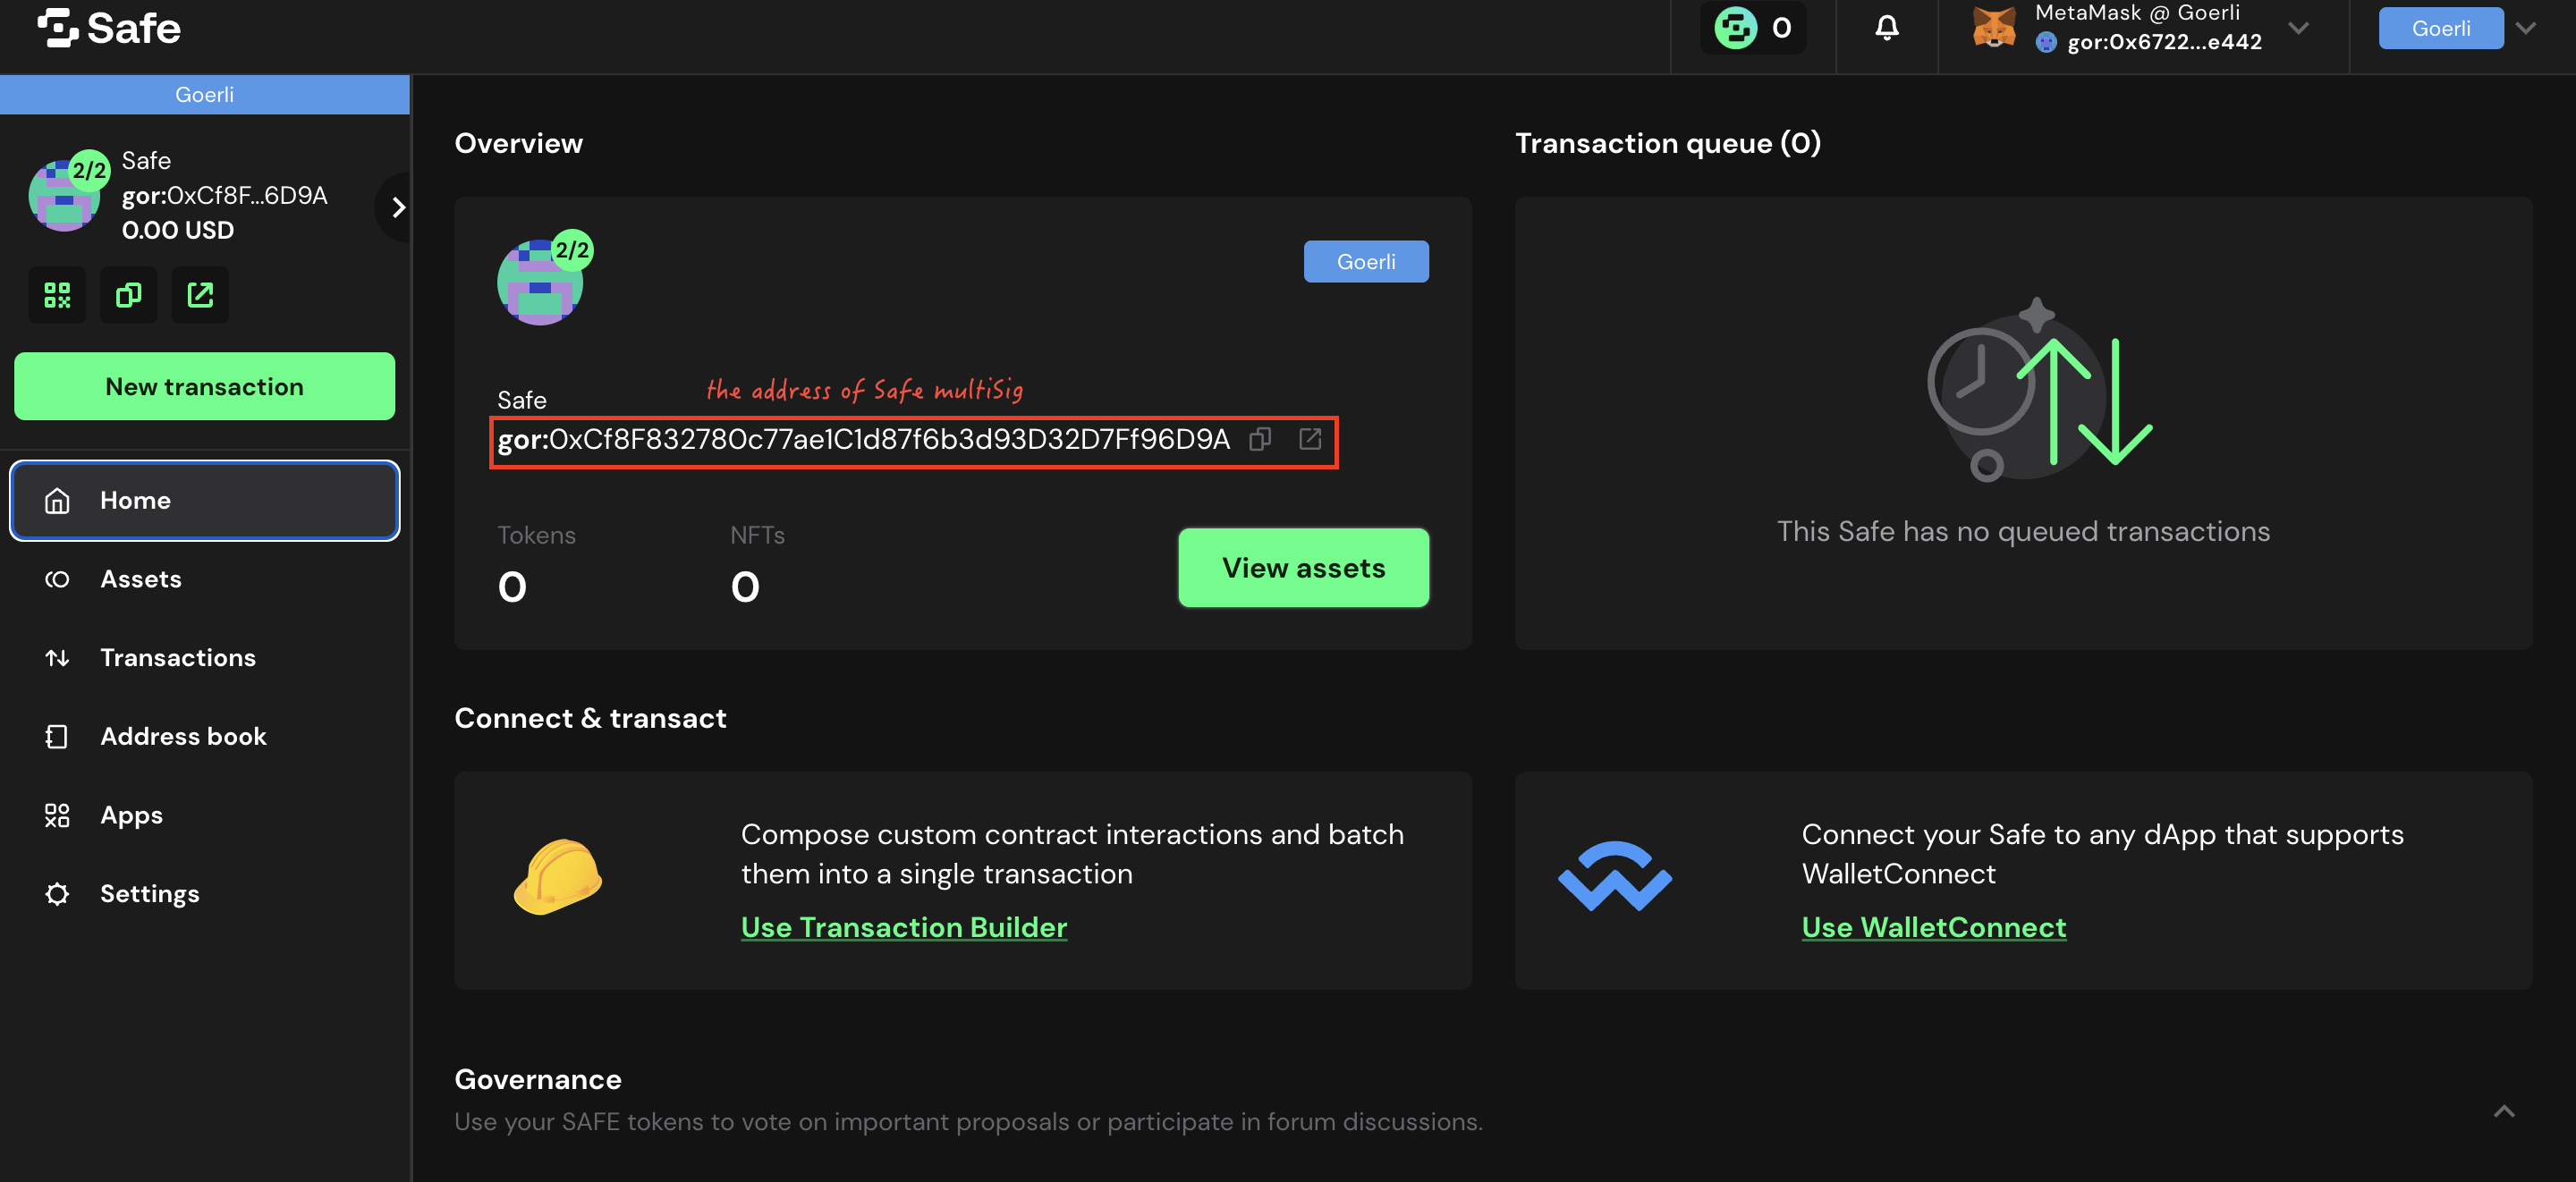 Safe
0
MetaMask @ Goerli
gor:0x6722...e442
Goerli
Goerli
2/2
Safe
gor:0xCf8F...6D9A
0.00 USD
New transaction
Home
Assets
Transactions
Address book
Apps
Settings
Overview
2/2
Goerli
the address of Safe multiSig
Safe
gor:0xCf8F832780c77ae1C1d87f6b3d93D32D7Ff96D9A
Tokens
NFTs
0
0
View assets
Transaction queue (0)
This Safe has no queued transactions
Connect & transact
Compose custom contract interactions and batch
them into a single transaction
Use Transaction Builder
Connect your Safe to any dApp that supports
WalletConnect
Use WalletConnect
Governance
Use your SAFE tokens to vote on important proposals or participate in forum discussions.